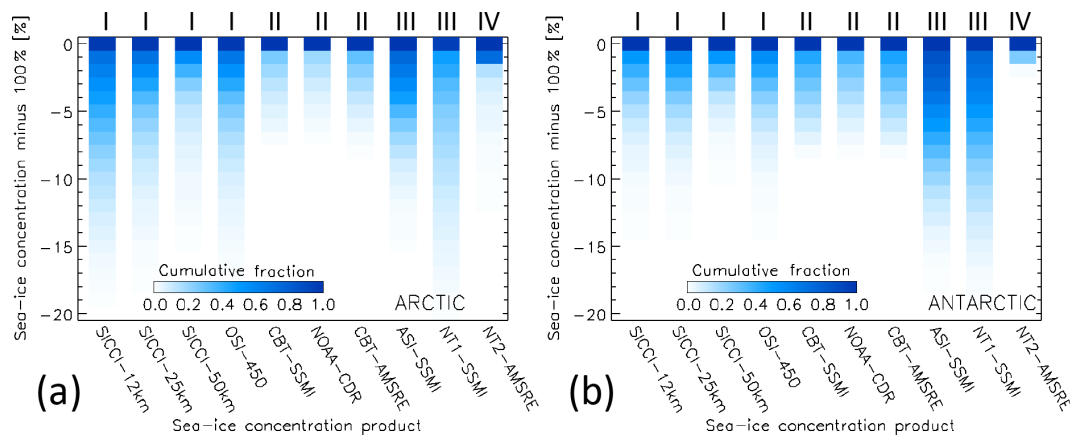 I I I I II II II III III IV
Sea-ice concentration minus 100% [%]
0
-5
-10
-15
-20
Cumulative fraction
0.0 0.2 0.4 0.6 0.8 1.0
ARCTIC
SICCI-12km
SICCI-25km
SICCI-50km
OSI-450
CBT-SSMI
NOAA-CDR
CBT-AMSRE
ASI-SSMI
NT1-SSMI
NT2-AMSRE
(a)
Sea-ice concentration product
I I I I II II II III III IV
Sea-ice concentration minus 100% [%]
0
-5
-10
-15
-20
Cumulative fraction
0.0 0.2 0.4 0.6 0.8 1.0
ANTARCTIC
SICCI-12km
SICCI-25km
SICCI-50km
OSI-450
CBT-SSMI
NOAA-CDR
CBT-AMSRE
ASI-SSMI
NT1-SSMI
NT2-AMSRE
(b)
Sea-ice concentration product